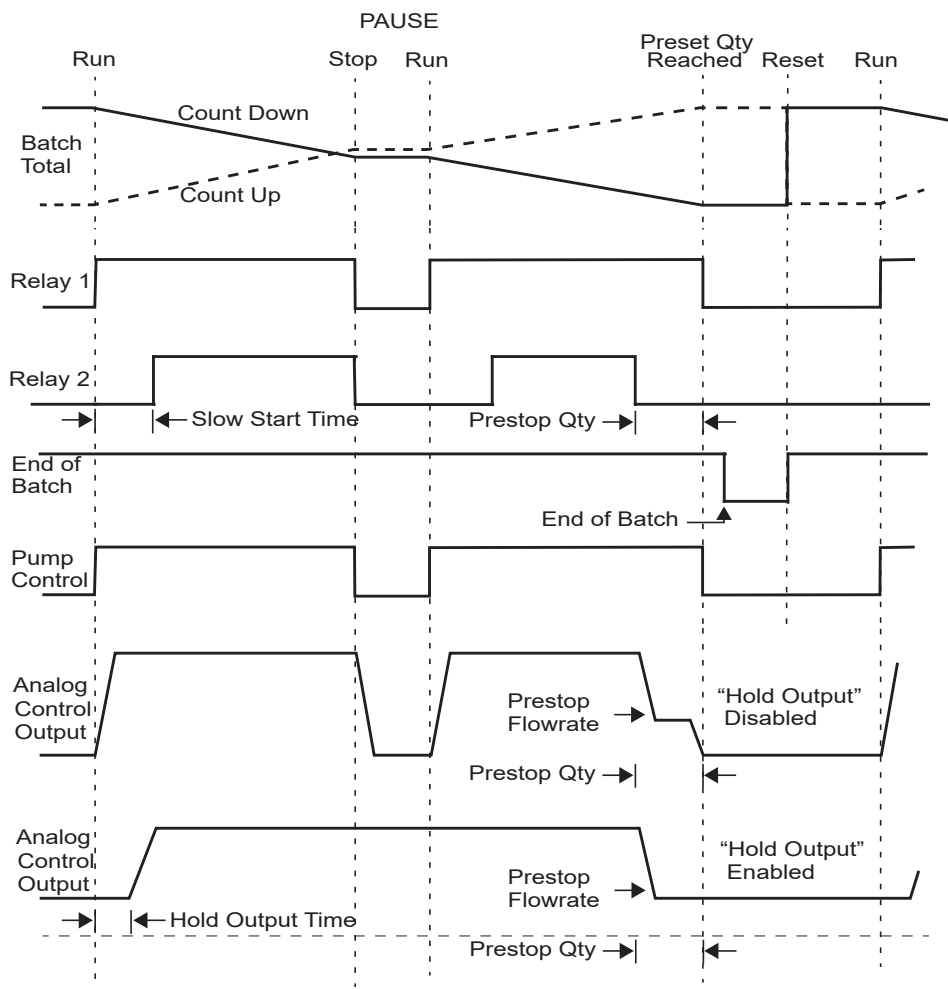 PAUSE
Run
Stop
Run
Preset Qty
Reached
Reset
Run
Batch
Total
Count Down
Count Up
Relay 1
Relay 2
Slow Start Time
Prestop Qty
End of
Batch
End of Batch
Pump
Control
Analog
Control
Output
Prestop
Flowrate
“Hold Output”
Disabled
Prestop Qty
Analog
Control
Output
Prestop
Flowrate
“Hold Output”
Enabled
Hold Output Time
Prestop Qty